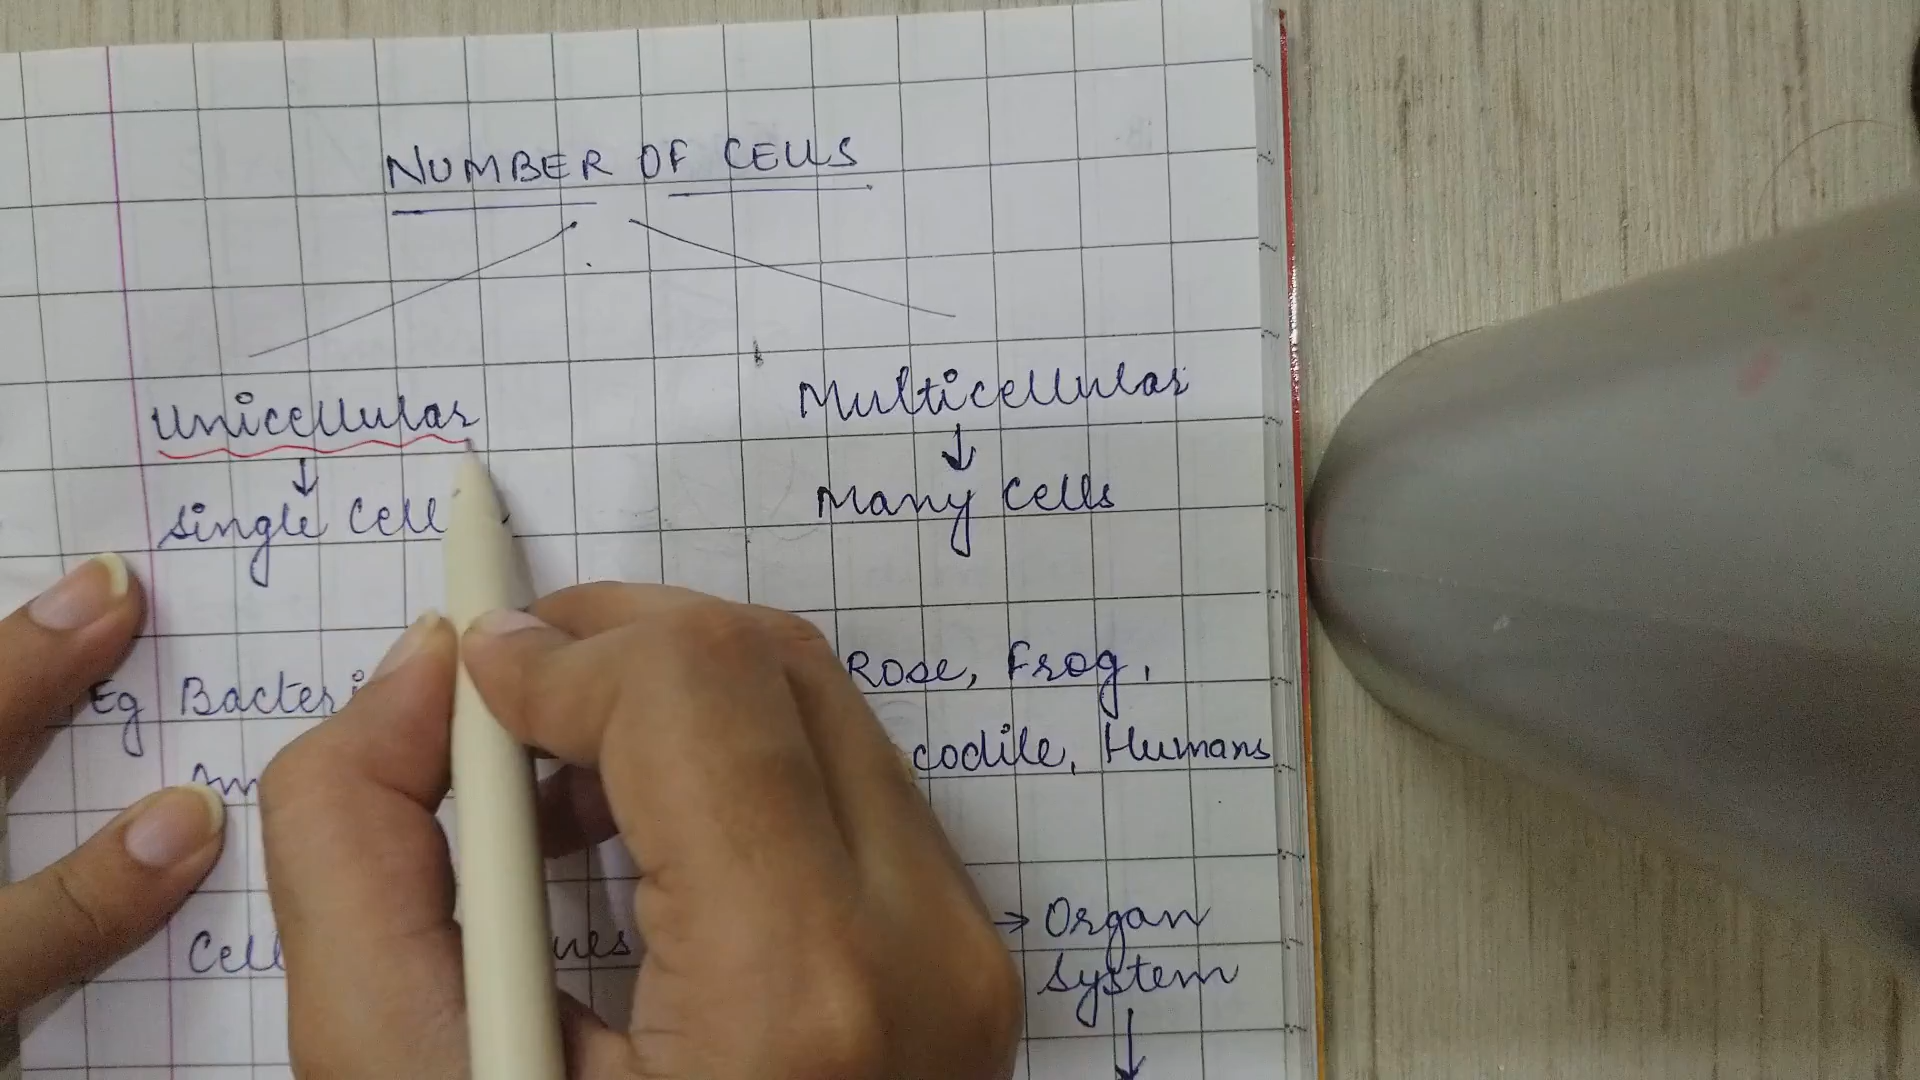 NUMBER OF CELLS
Unicellular Multicellular
↓ ↓
Single Cell Many Cells
Eg Bacteri Rose, Frog,
codile, Humans
Cell → Organ
System
↓